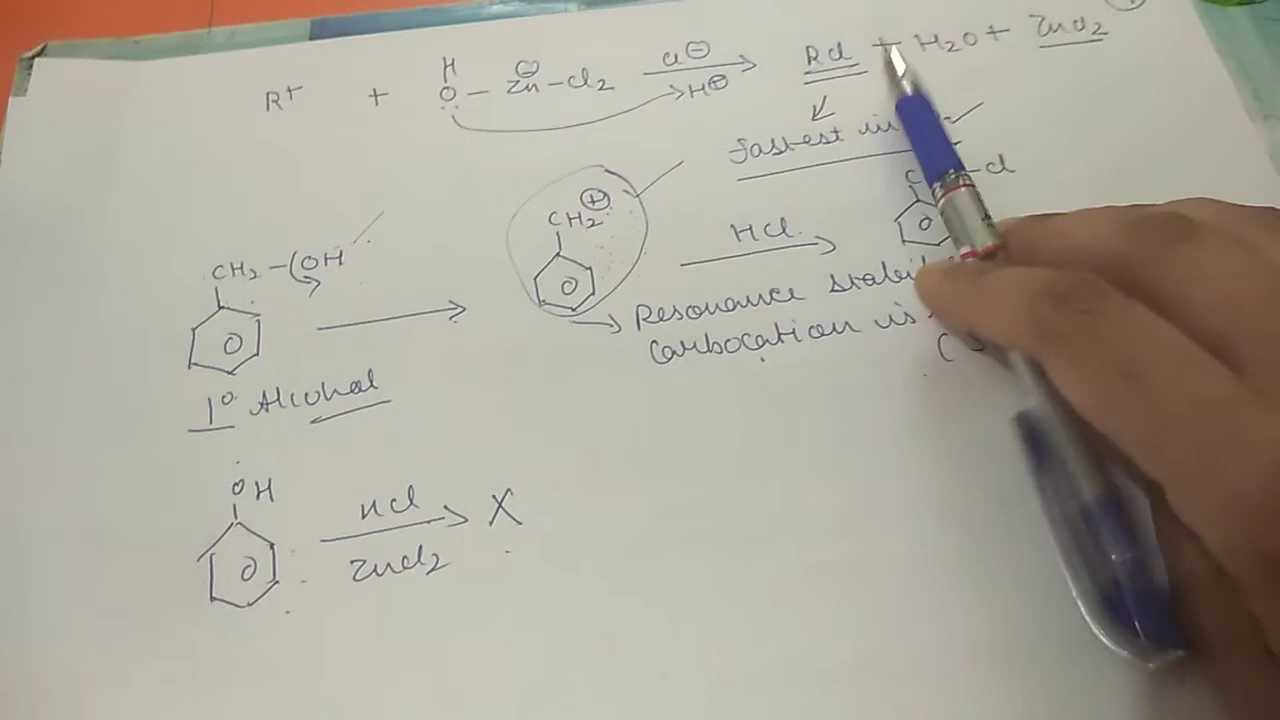 R+ + H
O – Zn⊖ – Cl2 Cl⊖ H⊕ RCl + H2O + ZnCl2
Fastest in
CH2 – OH CH2⊕ HCl Cl
1° Alcohol
Resonance
carbocation is
OH HCl ZnCl2 X